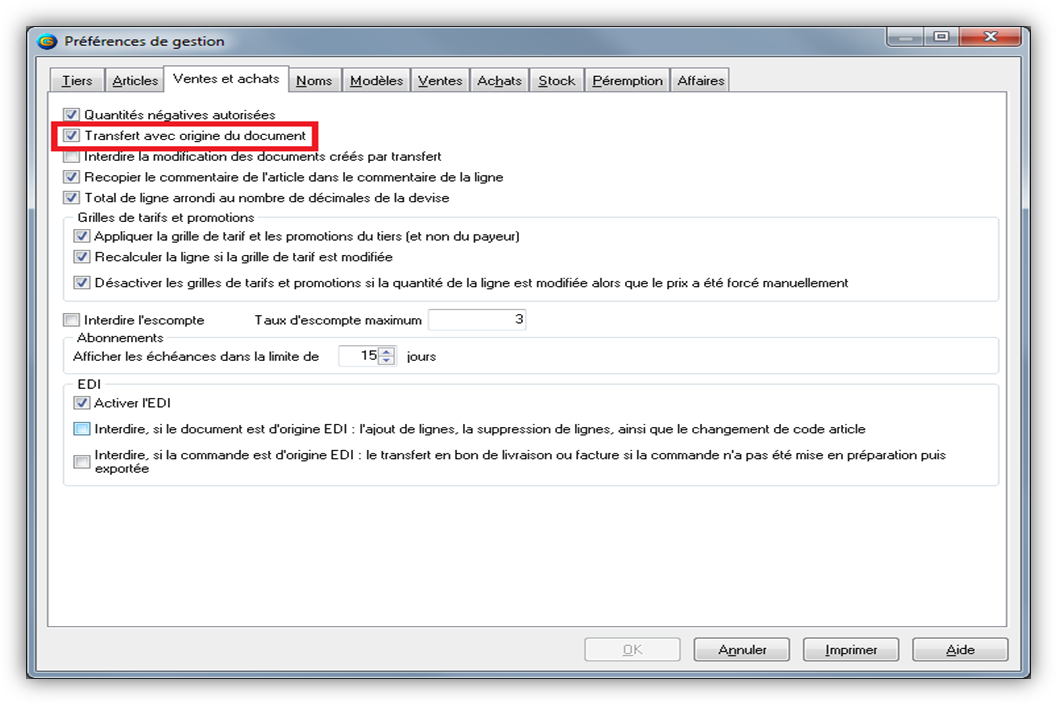 Préférences de gestion
Tiers Articles Ventes et achats Noms Modèles Ventes Achats Stock Péremption Affaires
Quantités négatives autorisées
Transfert avec origine du document
Interdire la modification des documents créés par transfert
Recopier le commentaire de l'article dans le commentaire de la ligne
Total de ligne arrondi au nombre de décimales de la devise
Grilles de tarifs et promotions
Appliquer la grille de tarif et les promotions du tiers (et non du payeur)
Recalculer la ligne si la grille de tarif est modifiée
Désactiver les grilles de tarifs et promotions si la quantité de la ligne est modifiée alors que le prix a été forcé manuellement
Interdire l'escompte Taux d'escompte maximum 3
Abonnements
Afficher les échéances dans la limite de 15 jours
EDI
Activer l'EDI
Interdire, si le document est d'origine EDI : l'ajout de lignes, la suppression de lignes, ainsi que le changement de code article
Interdire, si la commande est d'origine EDI : le transfert en bon de livraison ou facture si la commande n'a pas été mise en préparation puis
exportée
OK Annuler Imprimer Aide